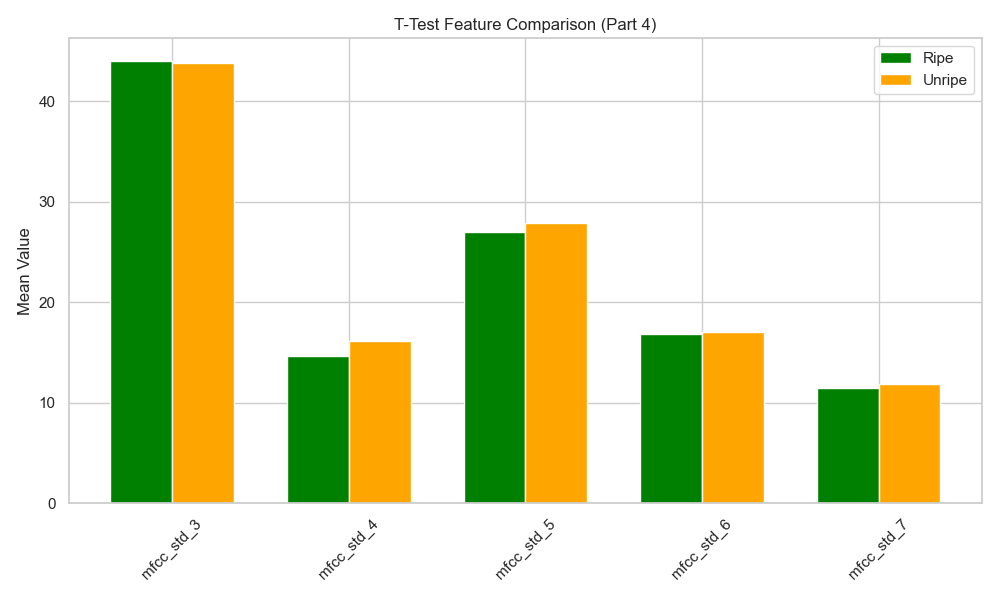 T-Test Feature Comparison (Part 4)
Ripe
Unripe
Mean Value
40
30
20
10
0
mfcc_std_3
mfcc_std_4
mfcc_std_5
mfcc_std_6
mfcc_std_7